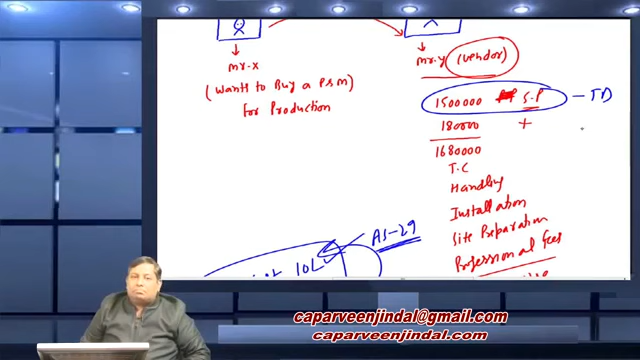 mr.x
(Wants to Buy a P&M)
for Production
mr.y (vendor)
1500000 S.P - TD
180000 +
1680000
T.C
Handling
Installation
Site Preparation
Professional fees
AS-29
10L
caparveenjindal@gmail.com
caparveenjindal.com